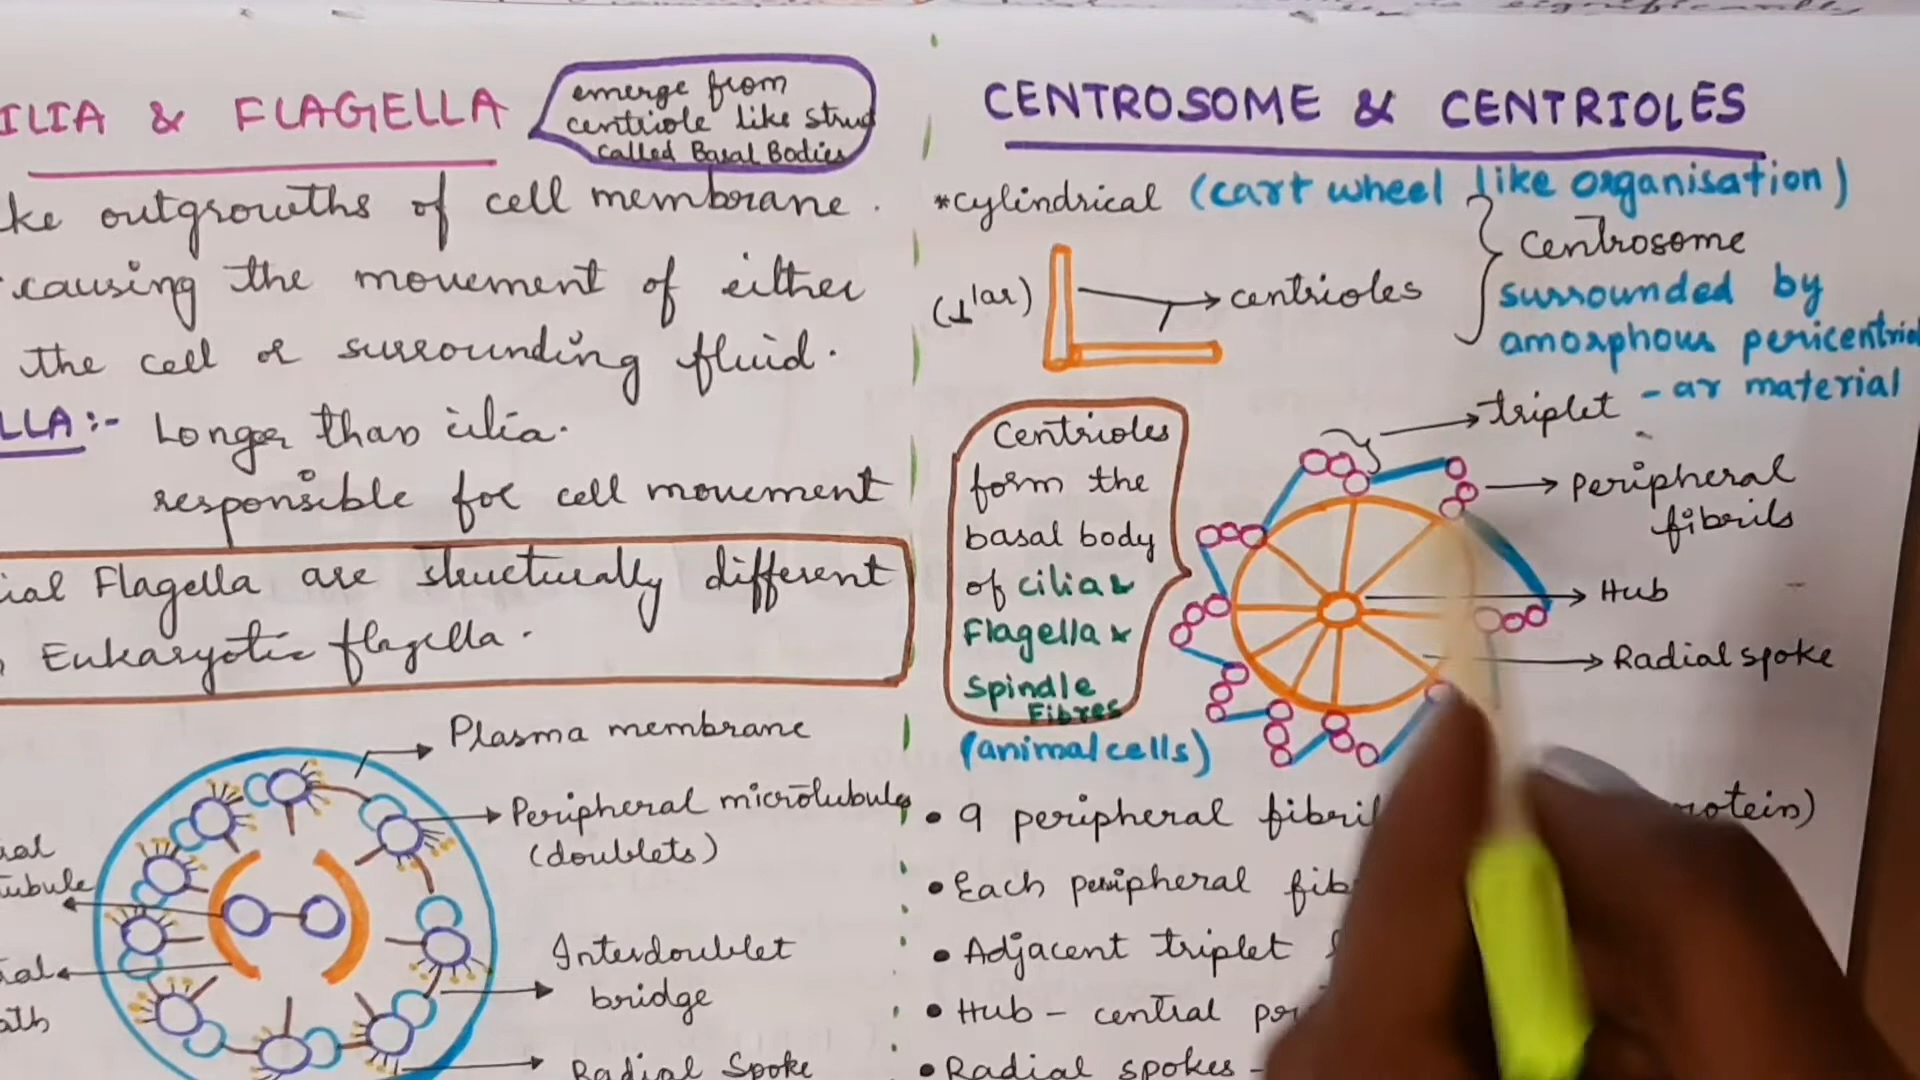 ILIA & FLAGELLA
emerge from
centriole like struc
called Basal Bodies
ke outgrowths of cell membrane.
causing the movement of either
the cell or surrounding fluid.
LLA:- Longer than cilia.
responsible for cell movement
ial Flagella are structurally different
Eukaryotic flagella.
Plasma membrane
Peripheral microtubule
(doublets)
Interdoublet
bridge
Radial Spoke
CENTROSOME & CENTRIOLES
*cylindrical (cart wheel like organisation)
(⊥lar)
centrioles
Centrosome
surrounded by
amorphous pericentriol
-ar material
Centrioles
form the
basal body
of cilia &
Flagella &
Spindle
Fibres
(animal cells)
triplet
Peripheral
fibrils
Hub
Radial spoke
• 9 peripheral fibril rotein)
• Each peripheral fib
• Adjacent triplet
• Hub - central por
• Radial spokes -